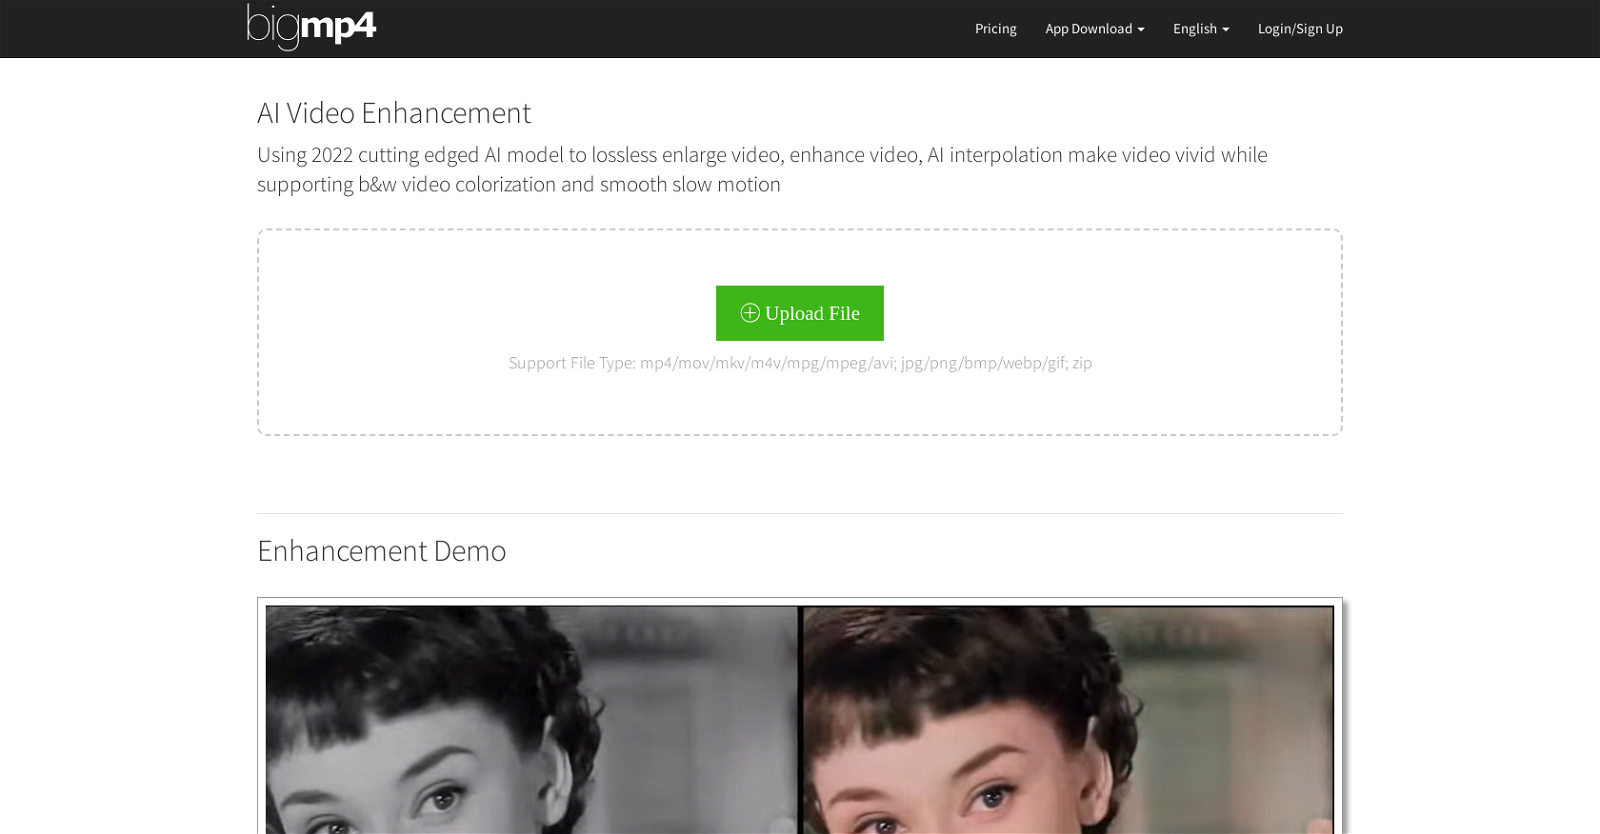 bigmp4
Pricing
App Download
English
Login/Sign Up
AI Video Enhancement
Using 2022 cutting edged AI model to lossless enlarge video, enhance video, AI interpolation make video vivid while
supporting b&w video colorization and smooth slow motion
Upload File
Support File Type: mp4/mov/mkv/m4v/mpg/mpeg/avi; jpg/png/bmp/webp/gif; zip
Enhancement Demo